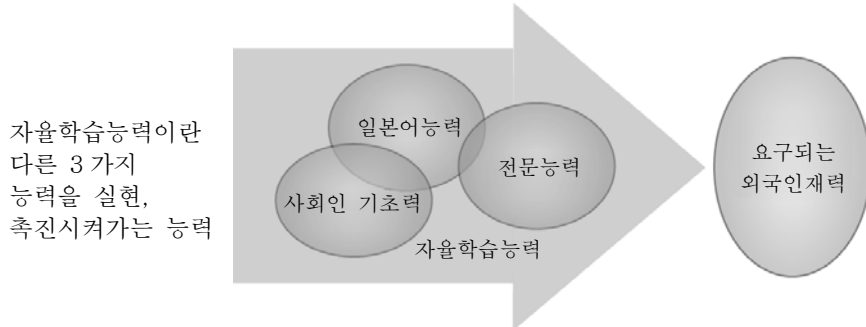 자율학습능력이란
다른 3가지
능력을 실현,
촉진시켜가는 능력
일본어능력
전문능력
사회인 기초력
자율학습능력
요구되는
외국인재력